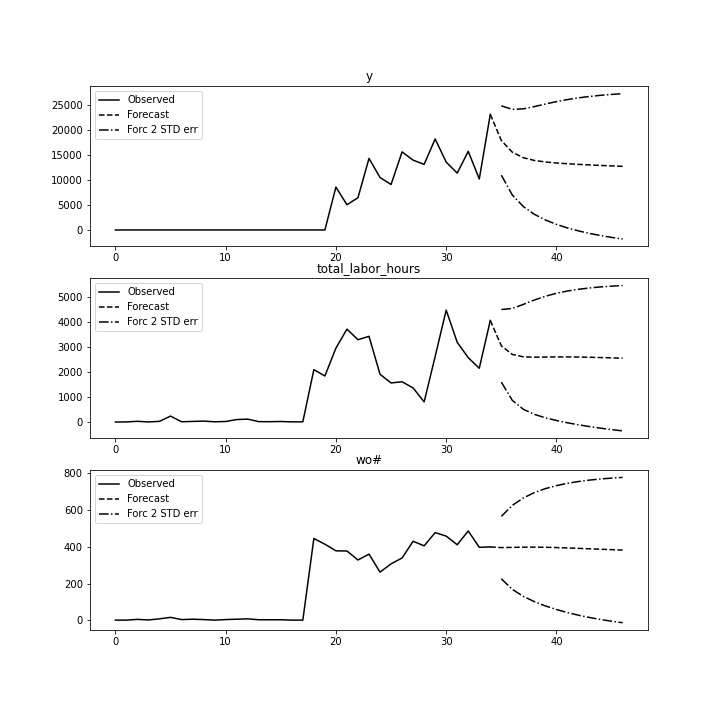 y
25000
20000
15000
10000
5000
0
Observed
Forecast
Forc 2 STD err
0 10 20 30 40
total_labor_hours
5000
4000
3000
2000
1000
0
Observed
Forecast
Forc 2 STD err
0 10 20 30 40
wo#
800
600
400
200
0
Observed
Forecast
Forc 2 STD err
0 10 20 30 40